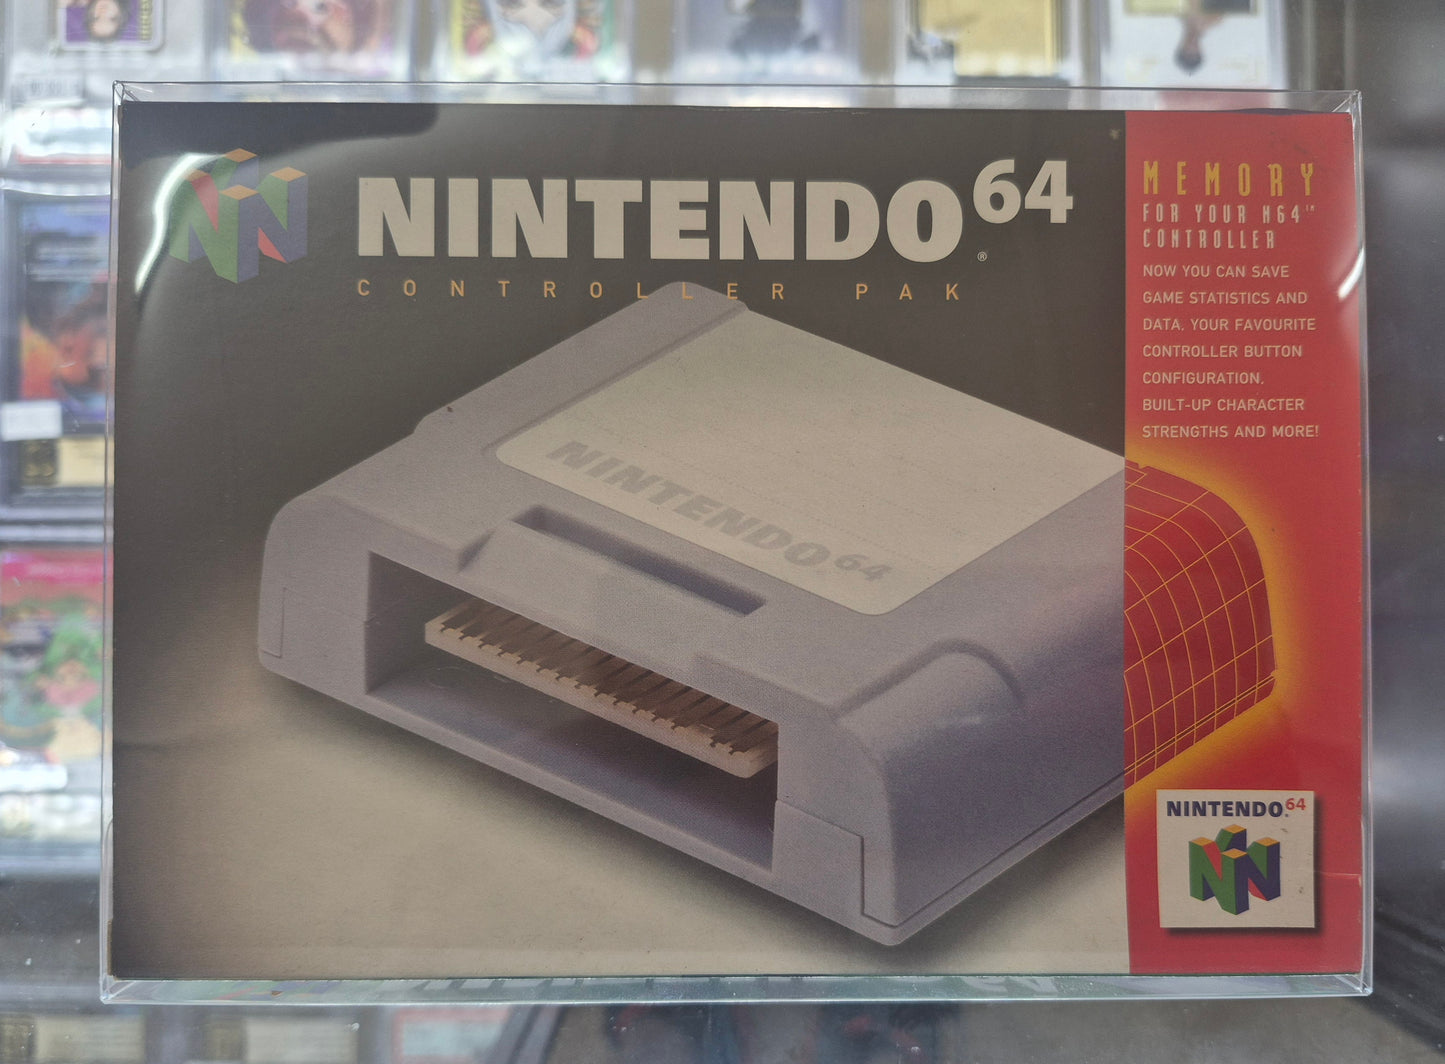 NINTENDO64®
CONTROLLER PAK
NINTENDO64
MEMORY
FOR YOUR N64™
CONTROLLER
NOW YOU CAN SAVE
GAME STATISTICS AND
DATA, YOUR FAVOURITE
CONTROLLER BUTTON
CONFIGURATION,
BUILT-UP CHARACTER
STRENGTHS AND MORE!
NINTENDO64